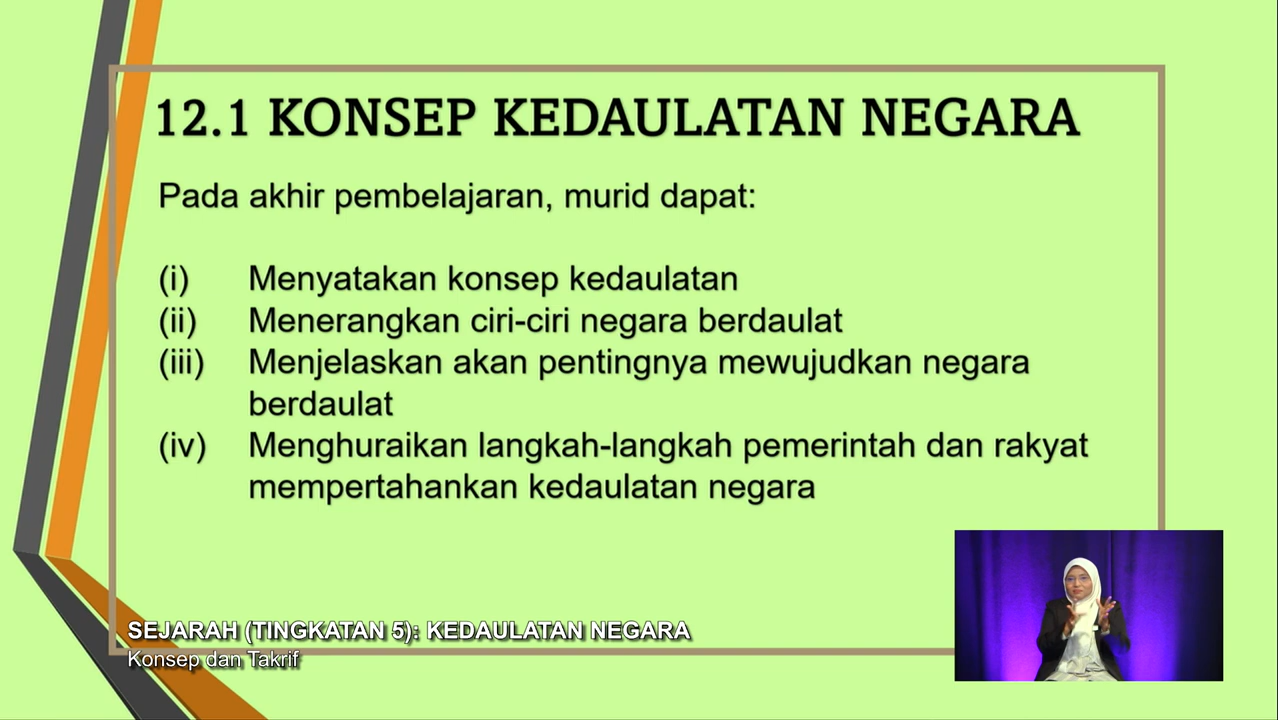 12.1 KONSEP KEDAULATAN NEGARA
Pada akhir pembelajaran, murid dapat:
(i) Menyatakan konsep kedaulatan
(ii) Menerangkan ciri-ciri negara berdaulat
(iii) Menjelaskan akan pentingnya mewujudkan negara
berdaulat
(iv) Menghuraikan langkah-langkah pemerintah dan rakyat
mempertahankan kedaulatan negara
SEJARAH (TINGKATAN 5): KEDAULATAN NEGARA
Konsep dan Takrif